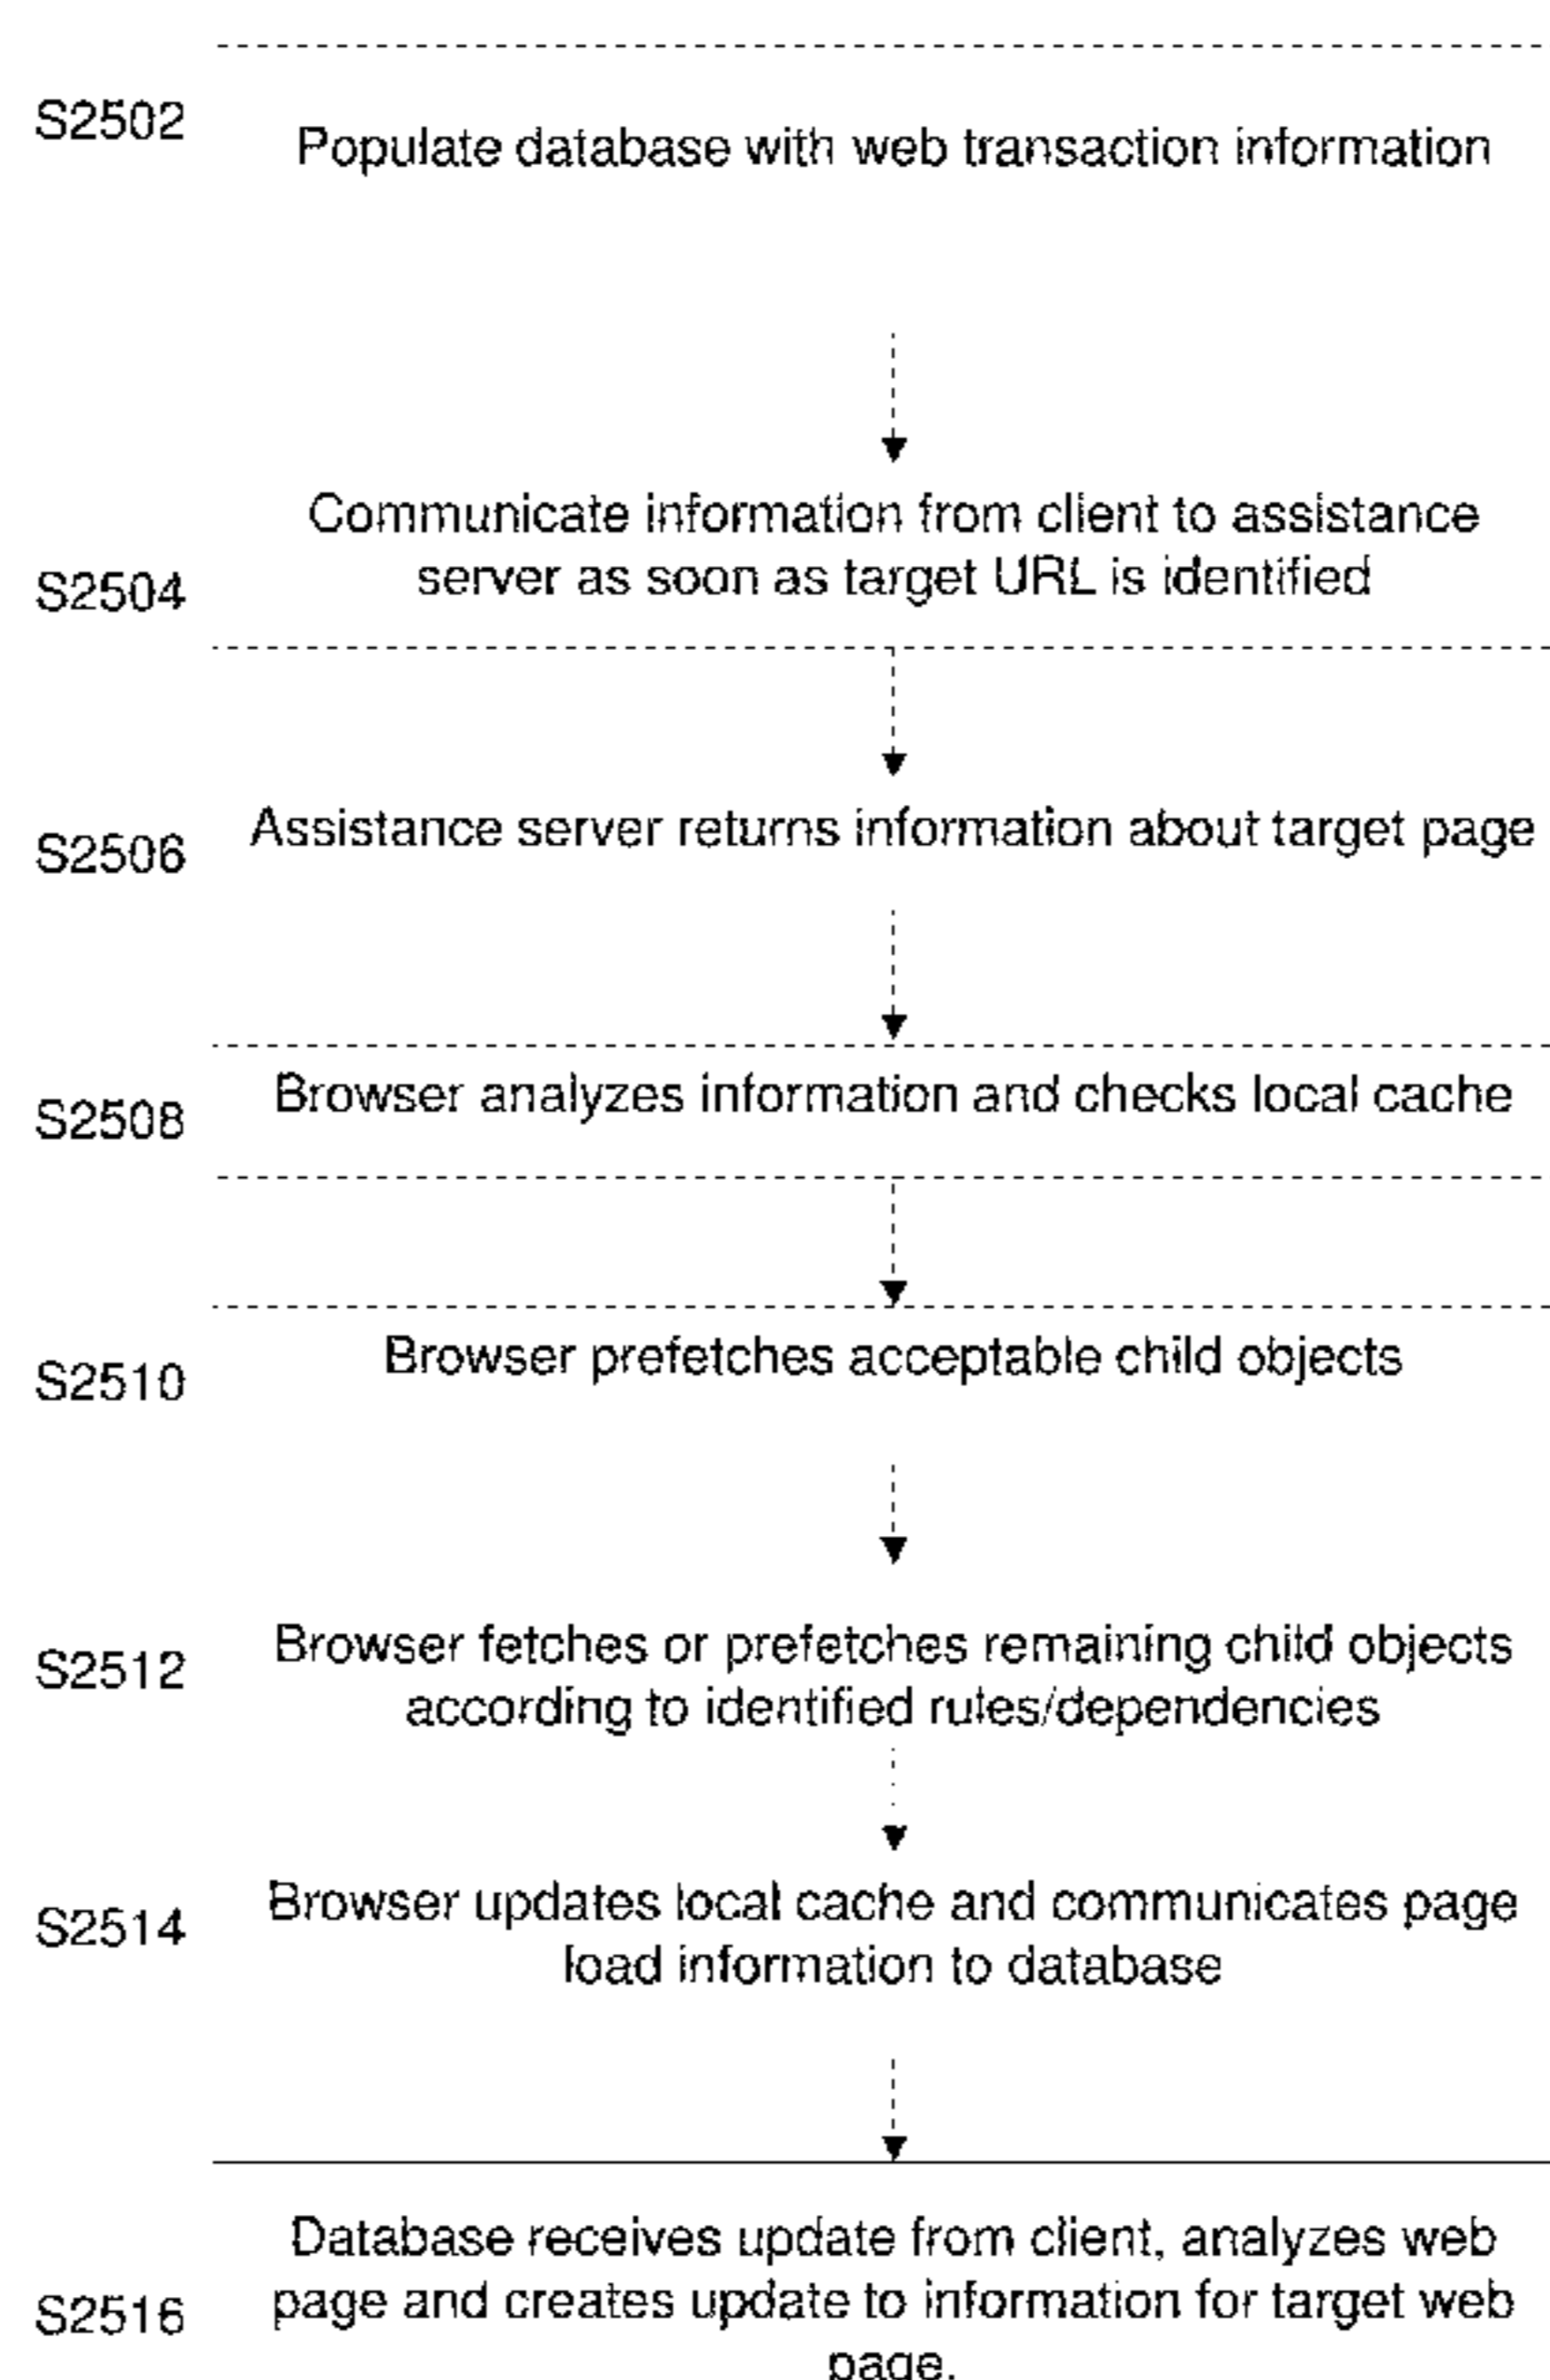 S2502
Populate database with web transaction information
Communicate information from client to assistance
server as soon as target URL is identified
S2504
Assistance server returns information about target page
S2506
Browser analyzes information and checks local cache
S2508
Browser prefetches acceptable child objects
S2510
Browser fetches or prefetches remaining child objects
S2512
according to identified rules/dependencies
Browser updates local cache and communicates page
S2514
load information to database
Database receives update from client, analyzes web
page and creates update to information for target web
S2516
page.